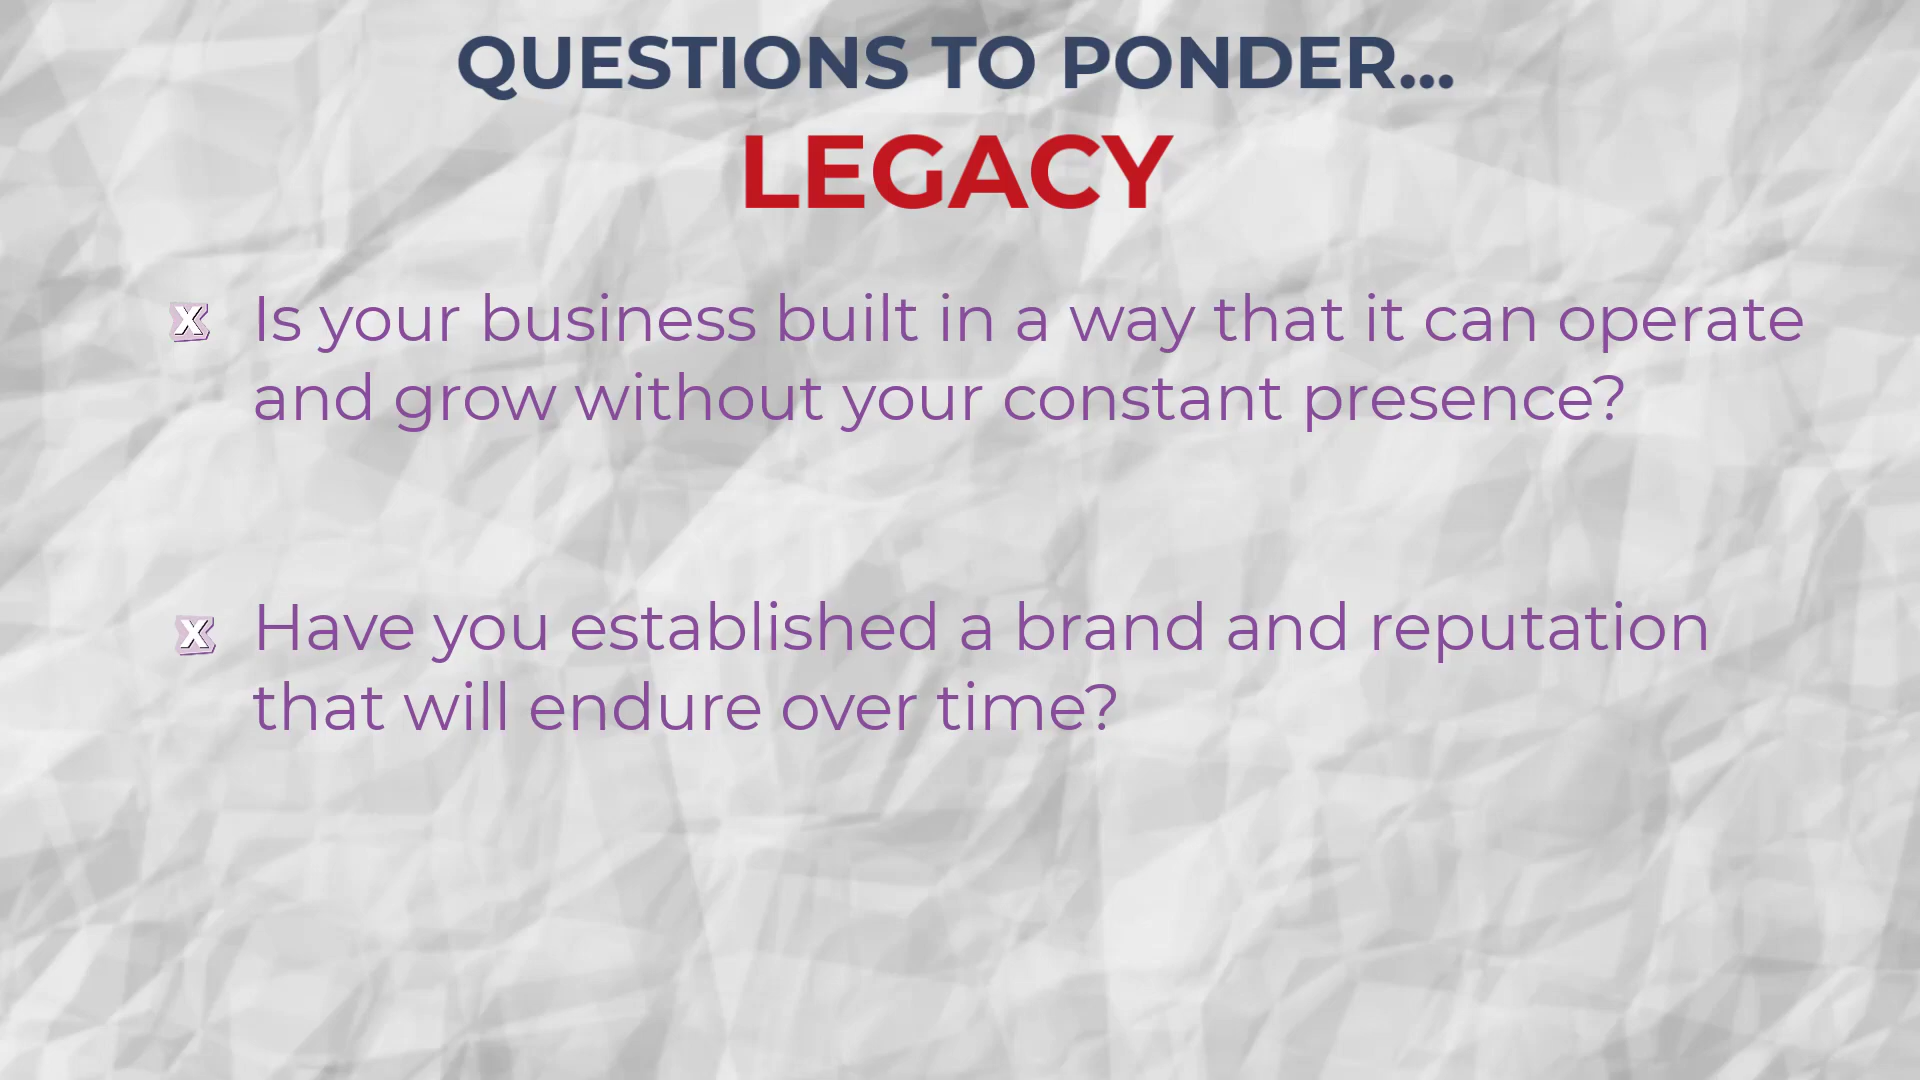 QUESTIONS TO PONDER...
LEGACY
x Is your business built in a way that it can operate
and grow without your constant presence?
x Have you established a brand and reputation
that will endure over time?